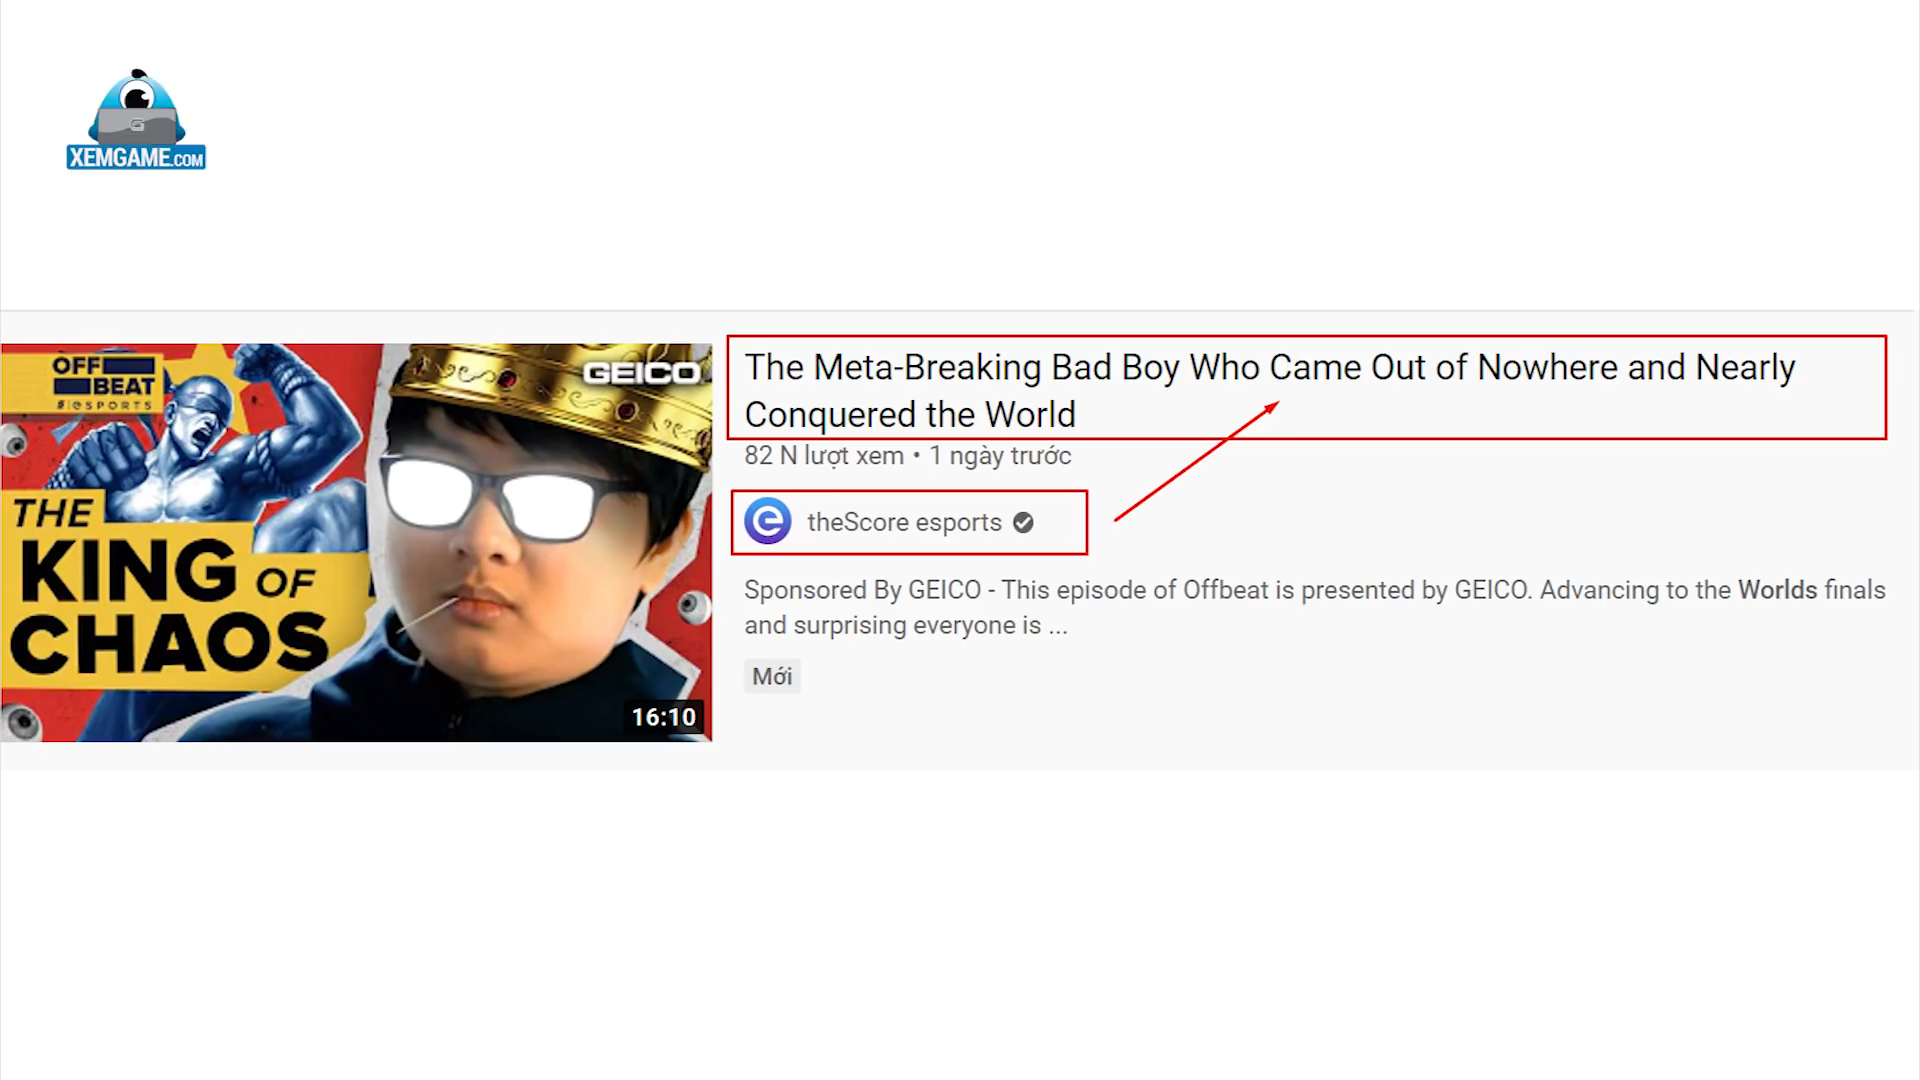 G
XEMGAME.COM
OFF
BEAT
ESPORTS
GEICO
THE
KING OF
CHAOS
16:10
The Meta-Breaking Bad Boy Who Came Out of Nowhere and Nearly
Conquered the World
82 N lượt xem • 1 ngày trước
theScore esports
Sponsored By GEICO - This episode of Offbeat is presented by GEICO. Advancing to the Worlds finals
and surprising everyone is ...
Mới